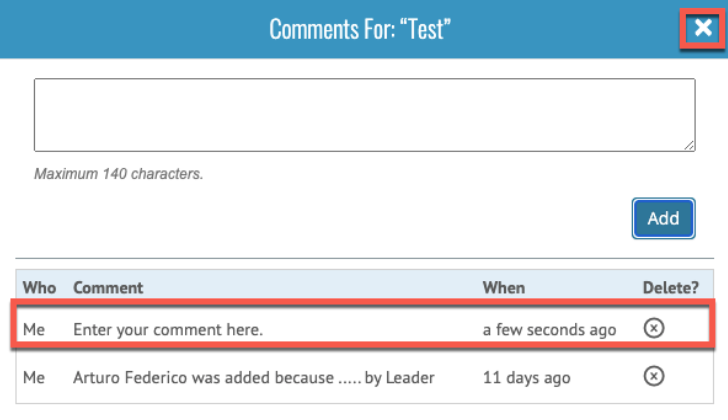 Comments For: “Test”
Maximum 140 characters.
Add
Who Comment When Delete?
Me Enter your comment here. a few seconds ago
Me Arturo Federico was added because ..... by Leader 11 days ago